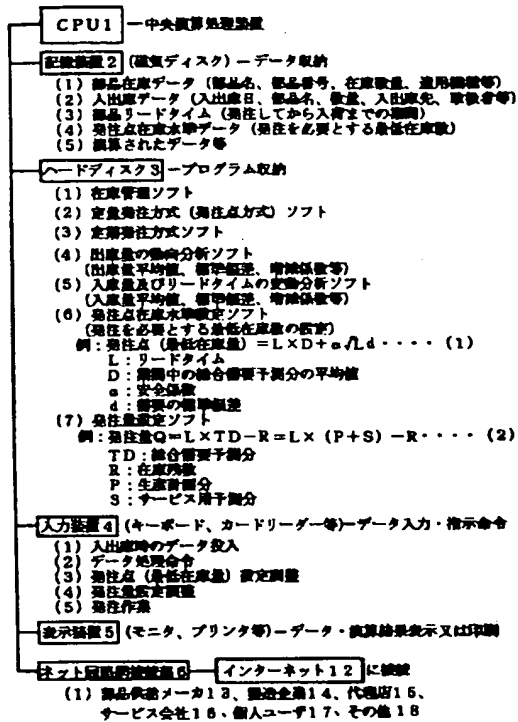 CPU1 ー中央演算処理装置
記憶装置2 (磁気ディスク) ーデータ収納
(1) 部品在庫データ (部品名、部品番号、在庫数量、適用機種等)
(2) 入出庫データ (入出庫日、部品名、数量、入出庫先、取扱者等)
(3) 部品リードタイム (発注してから入荷までの期間)
(4) 発注点在庫水準データ (発注を必要とする最低在庫数)
(5) 演算されたデータ等
ハードディスク3 ープログラム収納
(1) 在庫管理ソフト
(2) 定量発注方式 (発注点方式) ソフト
(3) 定期発注方式ソフト
(4) 出庫量の動向分析ソフト
(出庫量平均値、標準偏差、増減係数等)
(5) 入庫量及びリードタイムの変動分析ソフト
(入庫量平均値、標準偏差、増減係数等)
(6) 発注点在庫水準設定ソフト
(発注を必要とする最低在庫数の設定)
例:発注点 (最低在庫量) =L×D+α√Ld・・・・ (1)
L:リードタイム
D:期間中の総合需要予測分の平均値
α:安全係数
d:需要の標準偏差
(7) 発注量設定ソフト
例:発注量Q=L×TD−R=L× (P+S) −R・・・・ (2)
TD:総合需要予測分
R:在庫残数
P:生産計画分
S:サービス用予測分
入力装置4 (キーボード、カードリーダー等)ーデータ入力・指示命令
(1) 入出庫時のデータ投入
(2) データ処理命令
(3) 発注点 (最低在庫量) 設定調整
(4) 発注量設定調整
(5) 発注作業
表示装置5 (モニタ、プリンタ等) ーデータ・演算結果表示又は印刷
ネット回路網接続部6 インターネット12 に接続
(1) 部品供給メーカ13、製造企業14、代理店15、
サービス会社16、個人ユーザ17、その他18